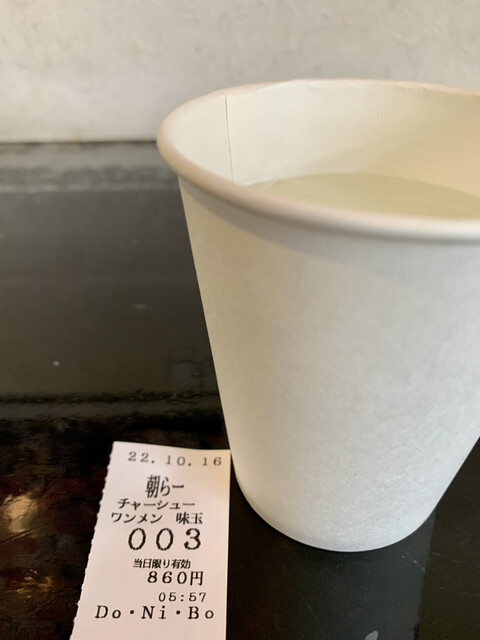 22.10.16
朝らー
チャーシュー
ワンメン 味玉
003
当日限り有効
860円
05:57
Do・Ni・Bo